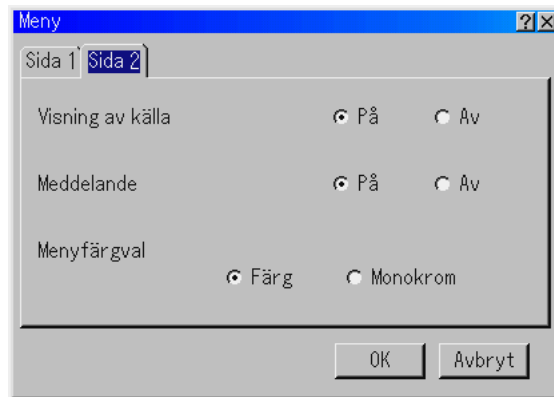 Meny ? ×
Sida 1 Sida 2
Visning av källa På Av
Meddelande På Av
Menyfärgval
Färg Monokrom
OK Avbryt